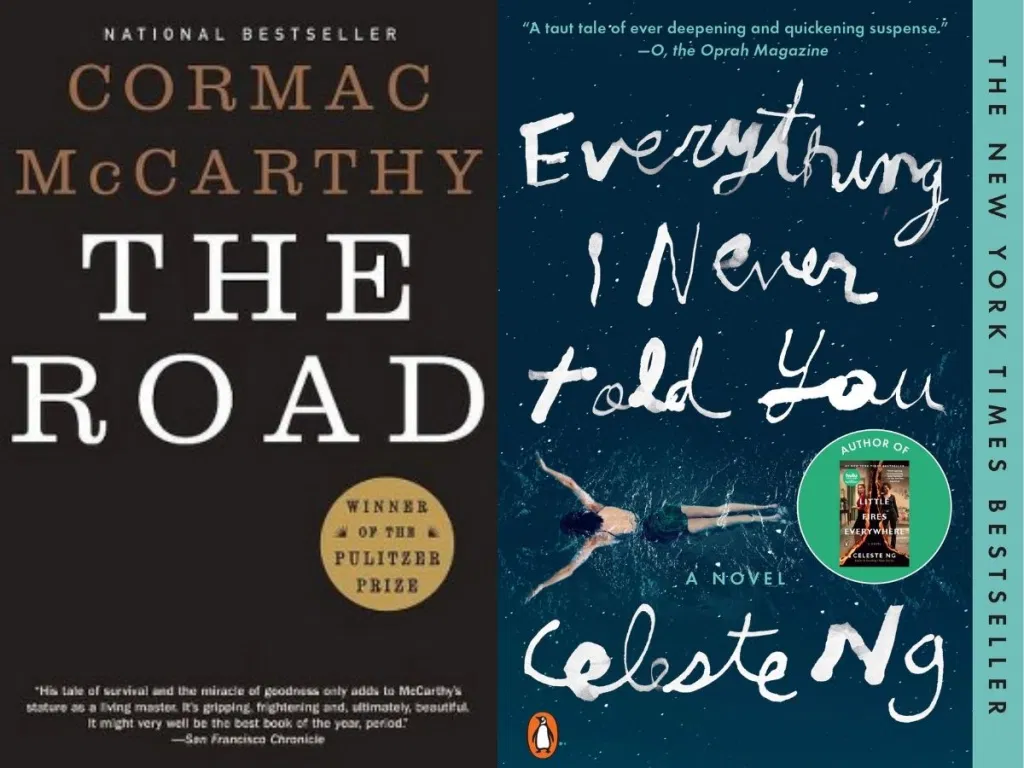 NATIONAL BESTSELLER
CORMAC
McCARTHY
THE
ROAD
WINNER
OF THE
PULITZER
PRIZE
"His tale of survival and the miracle of goodness only adds to McCarthy's
stature as a living master. It's gripping, frightening and, ultimately, beautiful.
It might very well be the best book of the year, period."
—San Francisco Chronicle
"A taut tale of ever deepening and quickening suspense."
—O, the Oprah Magazine
Everything
I Never
told You
AUTHOR OF
LITTLE
FIRES
EVERYWHERE
CELESTE NG
A NOVEL
Celeste Ng
THE NEW YORK TIMES BESTSELLER